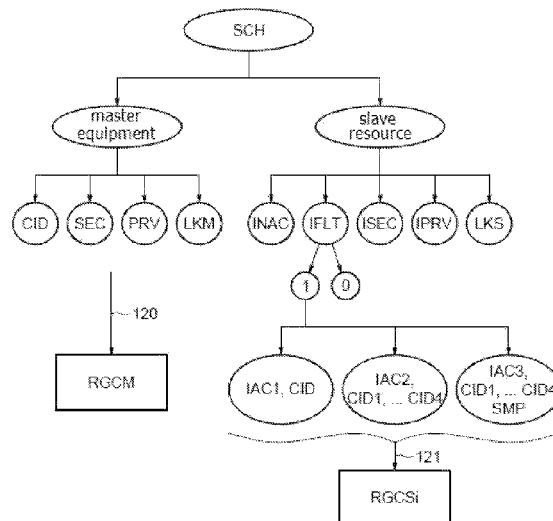 SCH
master
equipment
slave
resource
CID
SEC
PRV
LKM
INAC
IFLT
ISEC
IPRV
LKS
1
0
120
RGCM
IAC1, CID
IAC2,
CID1, ... CID4
IAC3,
CID1, ... CID4
SMP
121
RGCSi